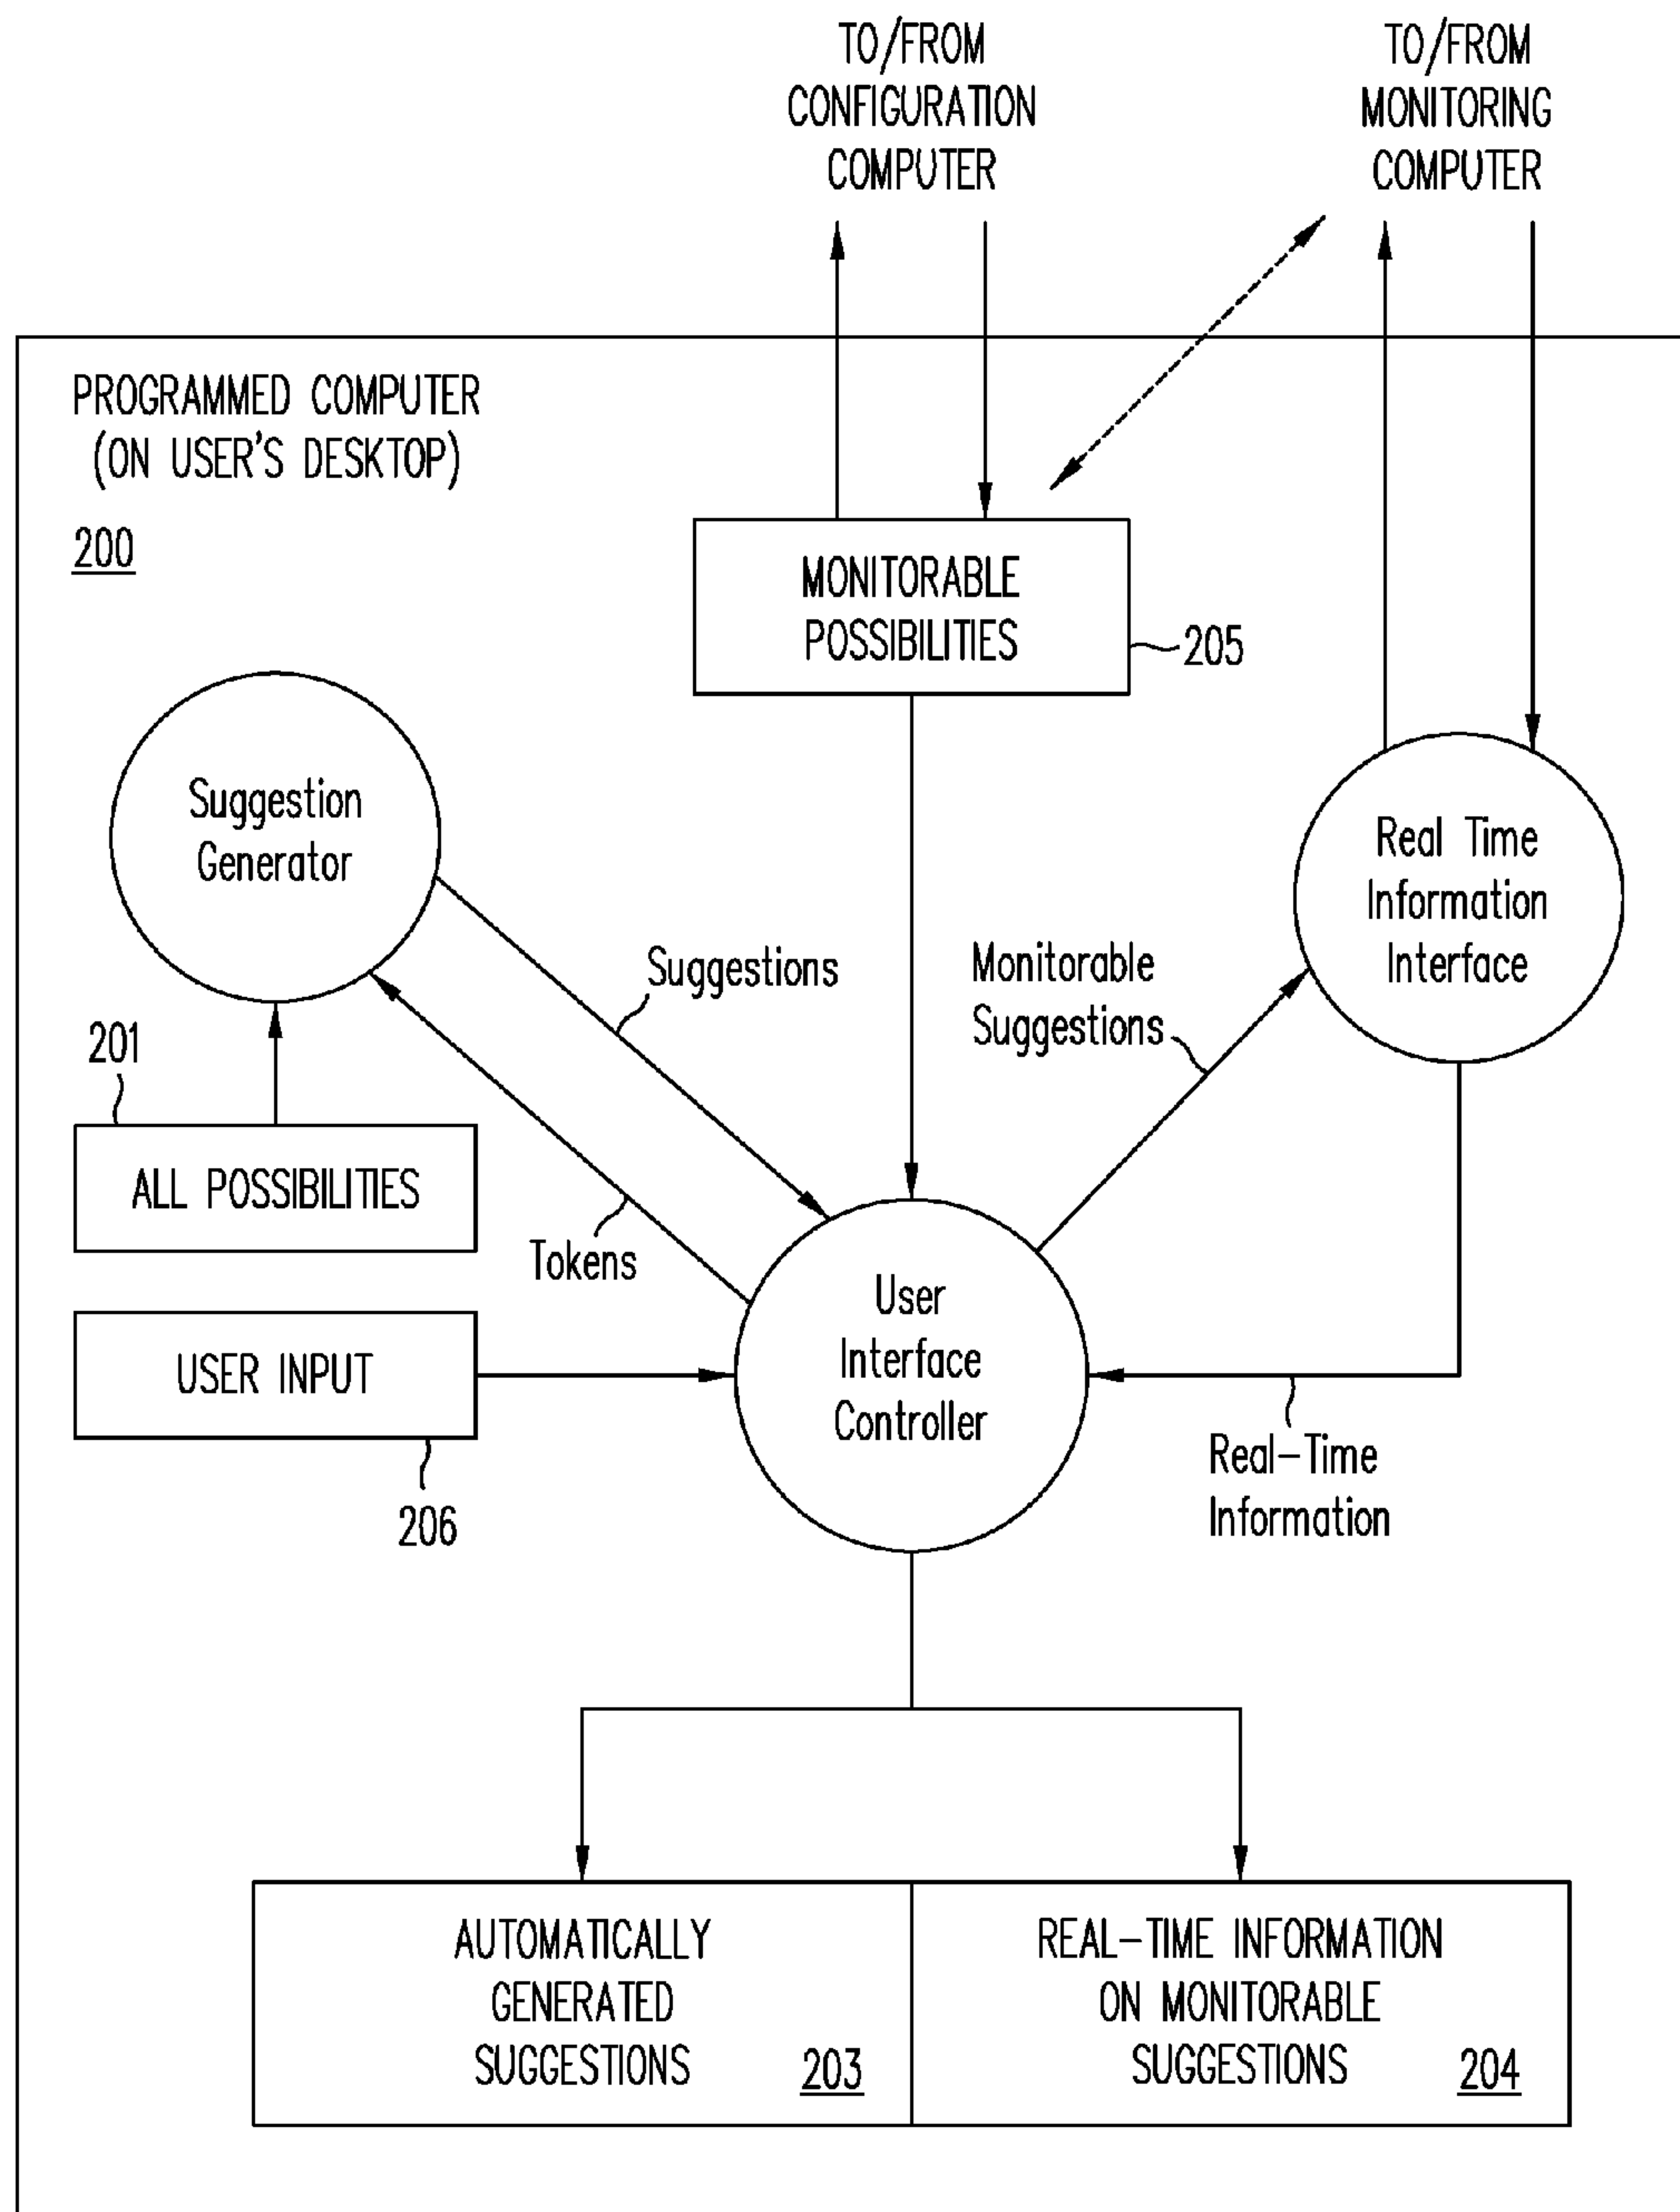 TO/FROM
CONFIGURATION
COMPUTER
TO/FROM
MONITORING
COMPUTER
PROGRAMMED COMPUTER
(ON USER'S DESKTOP)
200
MONITORABLE
POSSIBILITIES
205
Suggestion
Generator
Real Time
Information
Interface
Suggestions
Monitorable
Suggestions
201
ALL POSSIBILITIES
Tokens
User
Interface
Controller
USER INPUT
206
Real-Time
Information
AUTOMATICALLY
GENERATED
SUGGESTIONS
203
REAL-TIME INFORMATION
ON MONITORABLE
SUGGESTIONS
204